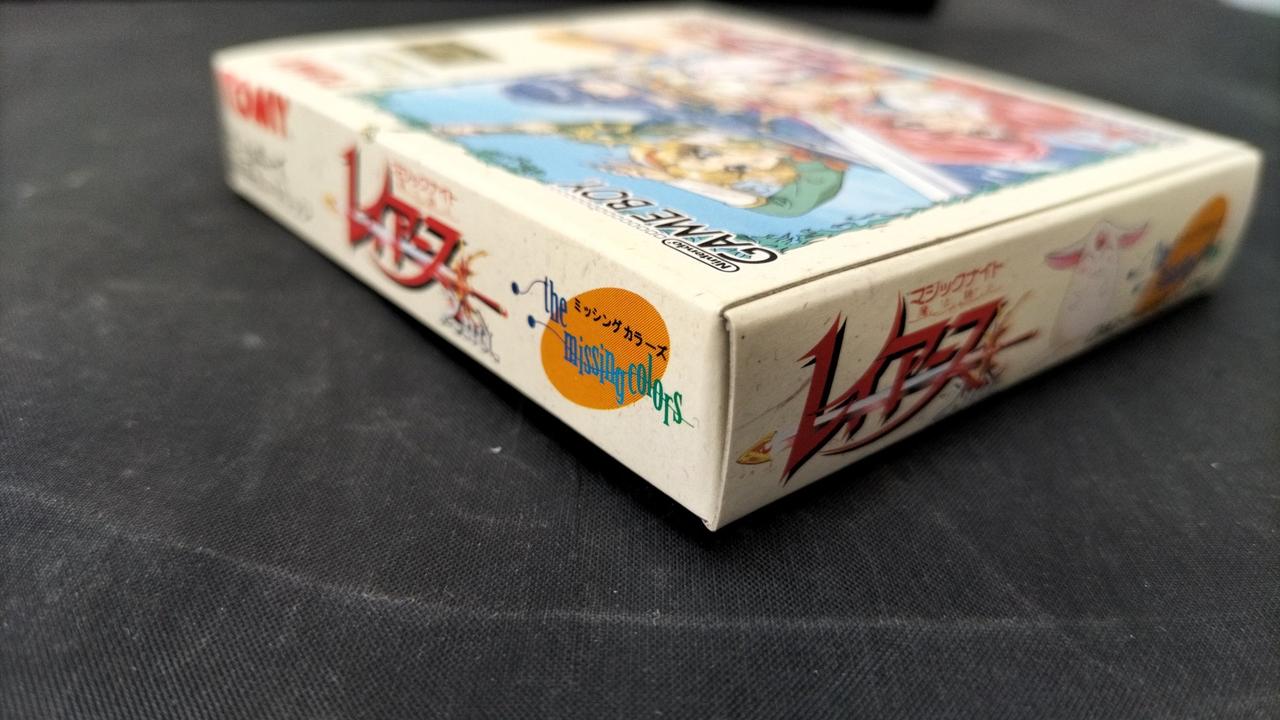 TOMY
マジックナイト
レイアース
the
ミッシングカラーズ
missing colors
Nintendo
GAME BOY
マジックナイト
レイアース